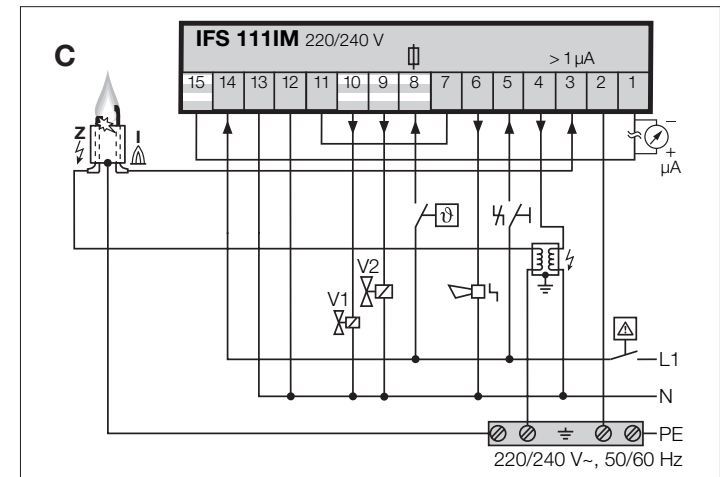 C
IFS 111IM 220/240 V
> 1 µA
15 14 13 12 11 10 9 8 7 6 5 4 3 2 1
Z
I
–
+
µA
ϑ
V2
V1
L1
N
PE
220/240 V~, 50/60 Hz